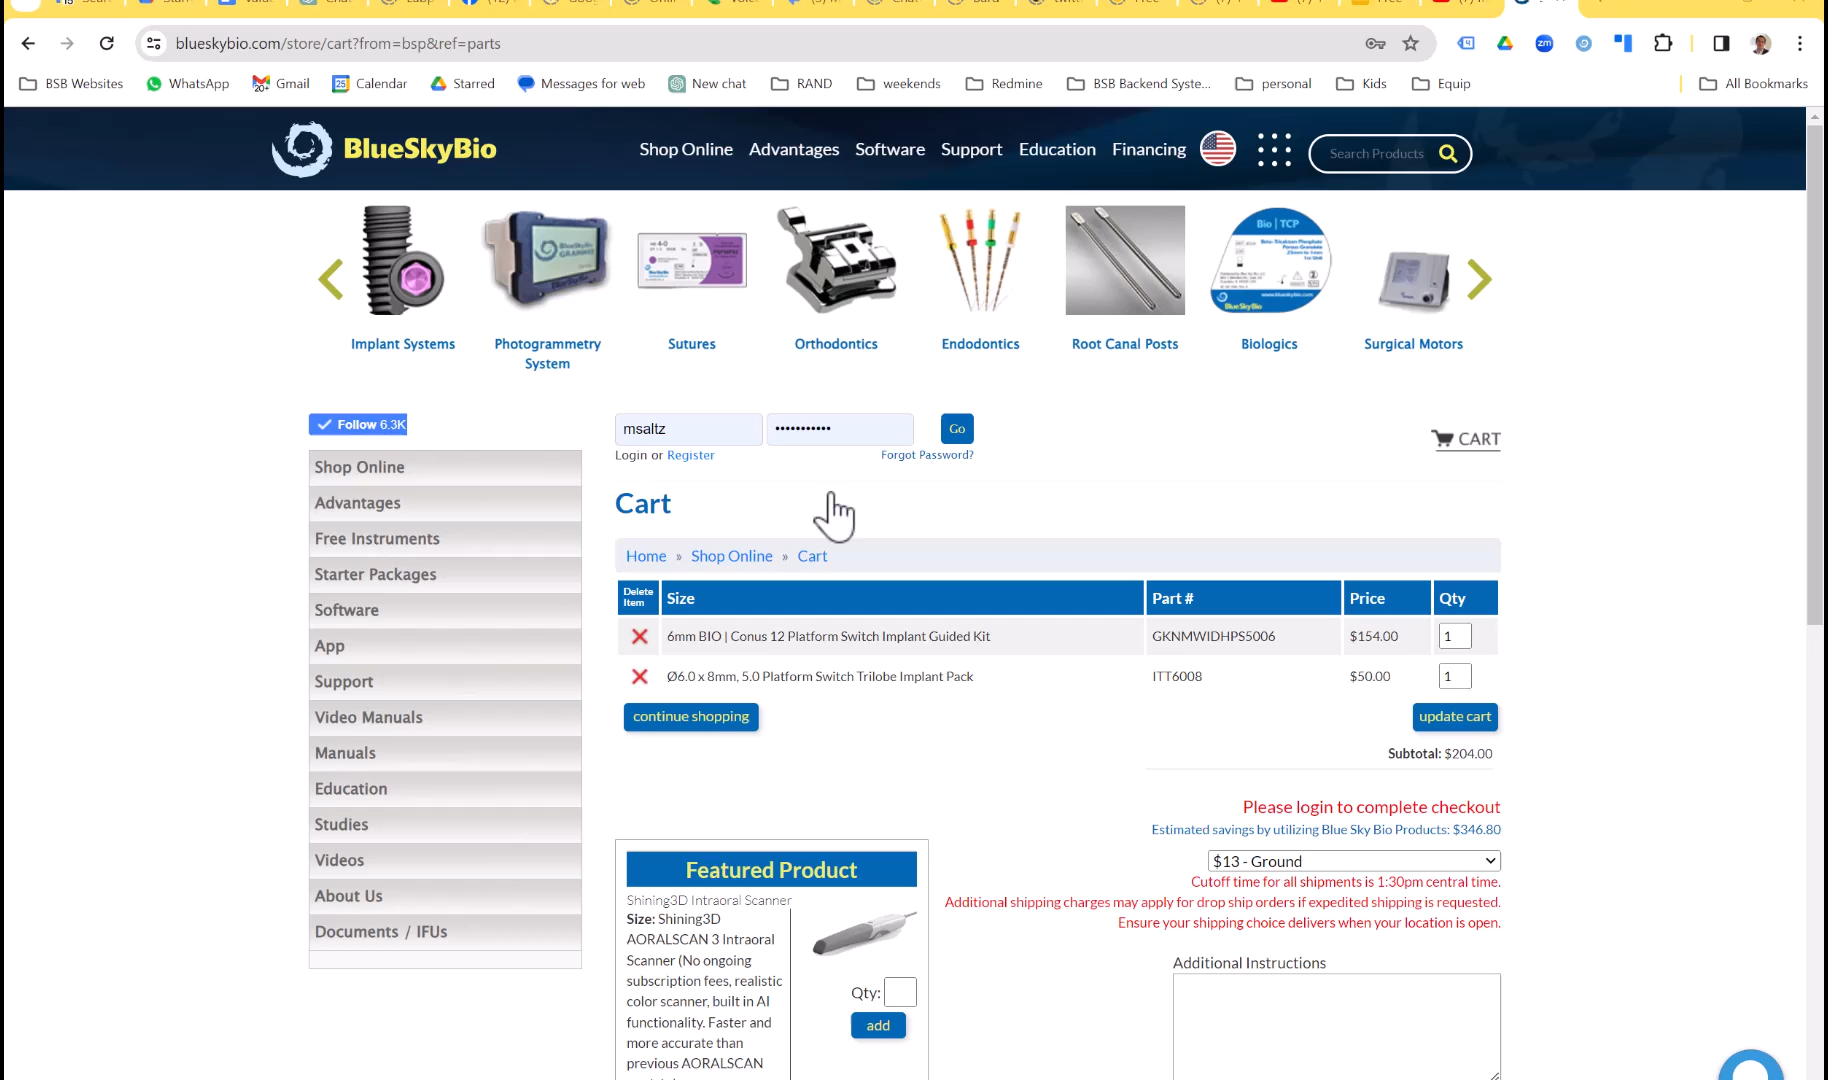 blueskybio.com/store/cart?from=bsp&ref=parts
BSB Websites
WhatsApp
Gmail
Calendar
Starred
Messages for web
New chat
RAND
weekends
Redmine
BSB Backend Syste...
personal
Kids
Equip
All Bookmarks
BlueSkyBio
Shop Online
Advantages
Software
Support
Education
Financing
Search Products
Bio | TCP
Implant Systems
Photogrammetry
System
Sutures
Orthodontics
Endodontics
Root Canal Posts
Biologics
Surgical Motors
Follow 6.3K
msaltz
•••••••••••
Go
CART
Login or Register
Forgot Password?
Shop Online
Advantages
Free Instruments
Starter Packages
Software
App
Support
Video Manuals
Manuals
Education
Studies
Videos
About Us
Documents / IFUs
Cart
Home » Shop Online » Cart
Delete
Item
Size
Part #
Price
Qty
6mm BIO | Conus 12 Platform Switch Implant Guided Kit
GKNMWIDHPS5006
$154.00
1
Ø6.0 x 8mm, 5.0 Platform Switch Trilobe Implant Pack
ITT6008
$50.00
1
continue shopping
update cart
Subtotal: $204.00
Please login to complete checkout
Estimated savings by utilizing Blue Sky Bio Products: $346.80
$13 - Ground
Cutoff time for all shipments is 1:30pm central time.
Additional shipping charges may apply for drop ship orders if expedited shipping is requested.
Ensure your shipping choice delivers when your location is open.
Additional Instructions
Featured Product
Shining3D Intraoral Scanner
Size: Shining3D
AORALSCAN 3 Intraoral
Scanner (No ongoing
subscription fees, realistic
color scanner, built in AI
functionality. Faster and
more accurate than
previous AORALSCAN
Qty:
add